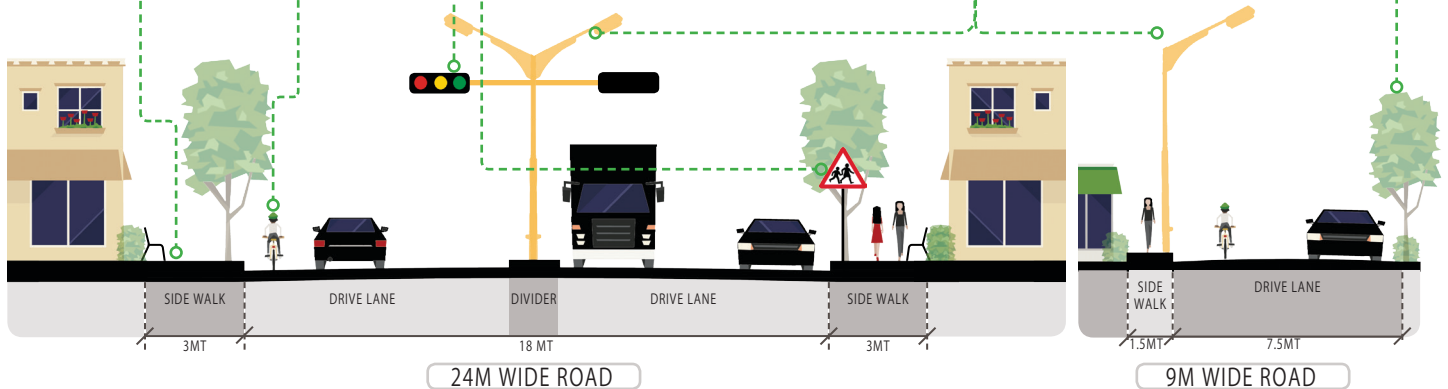 SIDE WALK
DRIVE LANE
DIVIDER
DRIVE LANE
SIDE WALK
3MT
18 MT
3MT
24M WIDE ROAD
SIDE
WALK
DRIVE LANE
1.5MT
7.5MT
9M WIDE ROAD